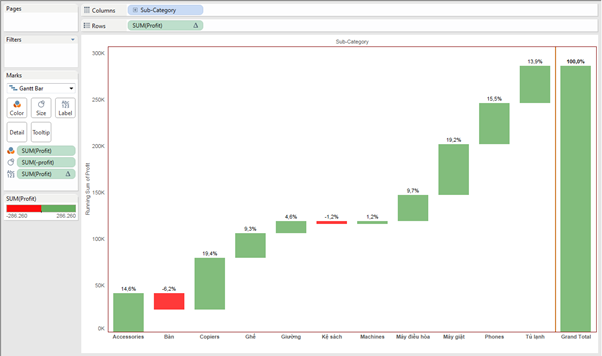 Pages
Columns
Sub-Category
Rows
SUM(Profit) Δ
Filters
Marks
Gantt Bar
Color Size Label
Detail Tooltip
SUM(Profit)
SUM(-profit)
SUM(Profit) Δ
SUM(Profit)
-286.260 286.260
Sub-Category
Running Sum of Profit
300K
250K
200K
150K
100K
50K
0K
14,6%
-6,2%
19,4%
9,3%
4,6%
-1,2%
1,2%
9,7%
19,2%
15,5%
13,9%
100,0%
Accessories Bàn Copiers Ghế Giường Kệ sách Machines Máy điều hòa Máy giặt Phones Tủ lạnh Grand Total